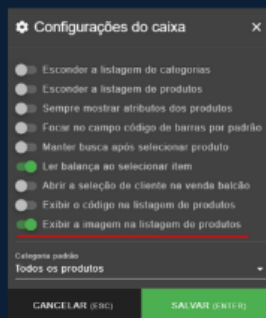 Configurações do caixa
Esconder a listagem de categorias
Esconder a listagem de produtos
Sempre mostrar atributos dos produtos
Focar no campo código de barras por padrão
Manter busca após selecionar produto
Ler balança ao selecionar item
Abrir a seleção de cliente na venda balcão
Exibir o código na listagem de produtos
Exibir a imagem na listagem de produtos
Categoria padrão
Todos os produtos
CANCELAR (ESC) SALVAR (ENTER)